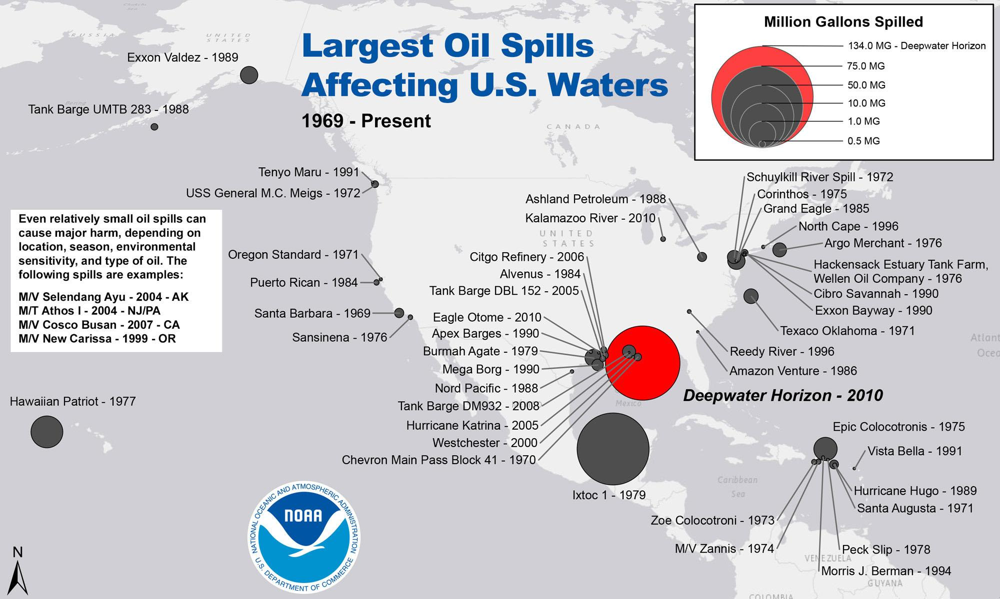 Chukchi
Sea
RUSSIA
UNITED
STATES
Exxon Valdez - 1989
Bering
Tank Barge UMTB 283 - 1988
Largest Oil Spills
Affecting U.S. Waters
1969 - Present
CANADA
Million Gallons Spilled
134.0 MG - Deepwater Horizon
75.0 MG
50.0 MG
10.0 MG
1.0 MG
0.5 MG
Tenyo Maru - 1991
USS General M.C. Meigs - 1972
Even relatively small oil spills can
cause major harm, depending on
location, season, environmental
sensitivity, and type of oil. The
following spills are examples:
M/V Selendang Ayu - 2004 - AK
M/T Athos I - 2004 - NJ/PA
M/V Cosco Busan - 2007 - CA
M/V New Carissa - 1999 - OR
Oregon Standard - 1971
Puerto Rican - 1984
Santa Barbara - 1969
Sansinena - 1976
Ashland Petroleum - 1988
Kalamazoo River - 2010
UNITED
STATES
Citgo Refinery - 2006
Alvenus - 1984
Tank Barge DBL 152 - 2005
Eagle Otome - 2010
Apex Barges - 1990
Burmah Agate - 1979
Mega Borg - 1990
Nord Pacific - 1988
Tank Barge DM932 - 2008
Hurricane Katrina - 2005
Westchester - 2000
Chevron Main Pass Block 41 - 1970
Schuylkill River Spill - 1972
Corinthos - 1975
Grand Eagle - 1985
North Cape - 1996
Argo Merchant - 1976
Hackensack Estuary Tank Farm,
Wellen Oil Company - 1976
Cibro Savannah - 1990
Exxon Bayway - 1990
Texaco Oklahoma - 1971
Atlant
Ocea
Reedy River - 1996
Amazon Venture - 1986
Deepwater Horizon - 2010
Mexico
Hawaiian Patriot - 1977
Ixtoc 1 - 1979
Epic Colocotronis - 1975
Vista Bella - 1991
Caribbean
Sea
Hurricane Hugo - 1989
Santa Augusta - 1971
Zoe Colocotroni - 1973
M/V Zannis - 1974
Peck Slip - 1978
VENEZUELA
Morris J. Berman - 1994
GUYANA
COLOMBIA
NATIONAL OCEANIC AND ATMOSPHERIC ADMINISTRATION
NOAA
U.S. DEPARTMENT OF COMMERCE
N